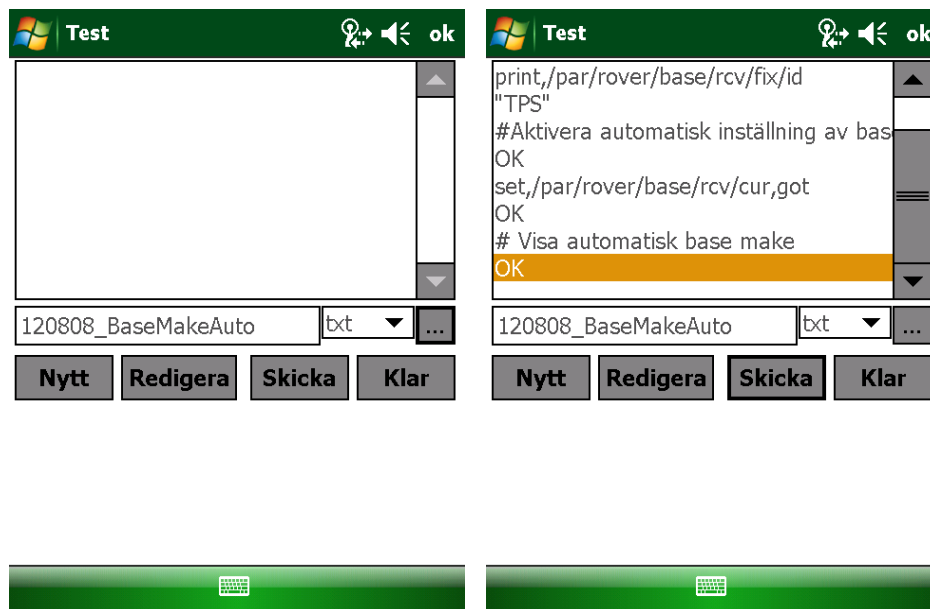 Test
ok
120808_BaseMakeAuto
txt
...
Nytt
Redigera
Skicka
Klar
Test
ok
print,/par/rover/base/rcv/fix/id
"TPS"
#Aktivera automatisk inställning av bas
OK
set,/par/rover/base/rcv/cur,got
OK
# Visa automatisk base make
OK
120808_BaseMakeAuto
txt
...
Nytt
Redigera
Skicka
Klar